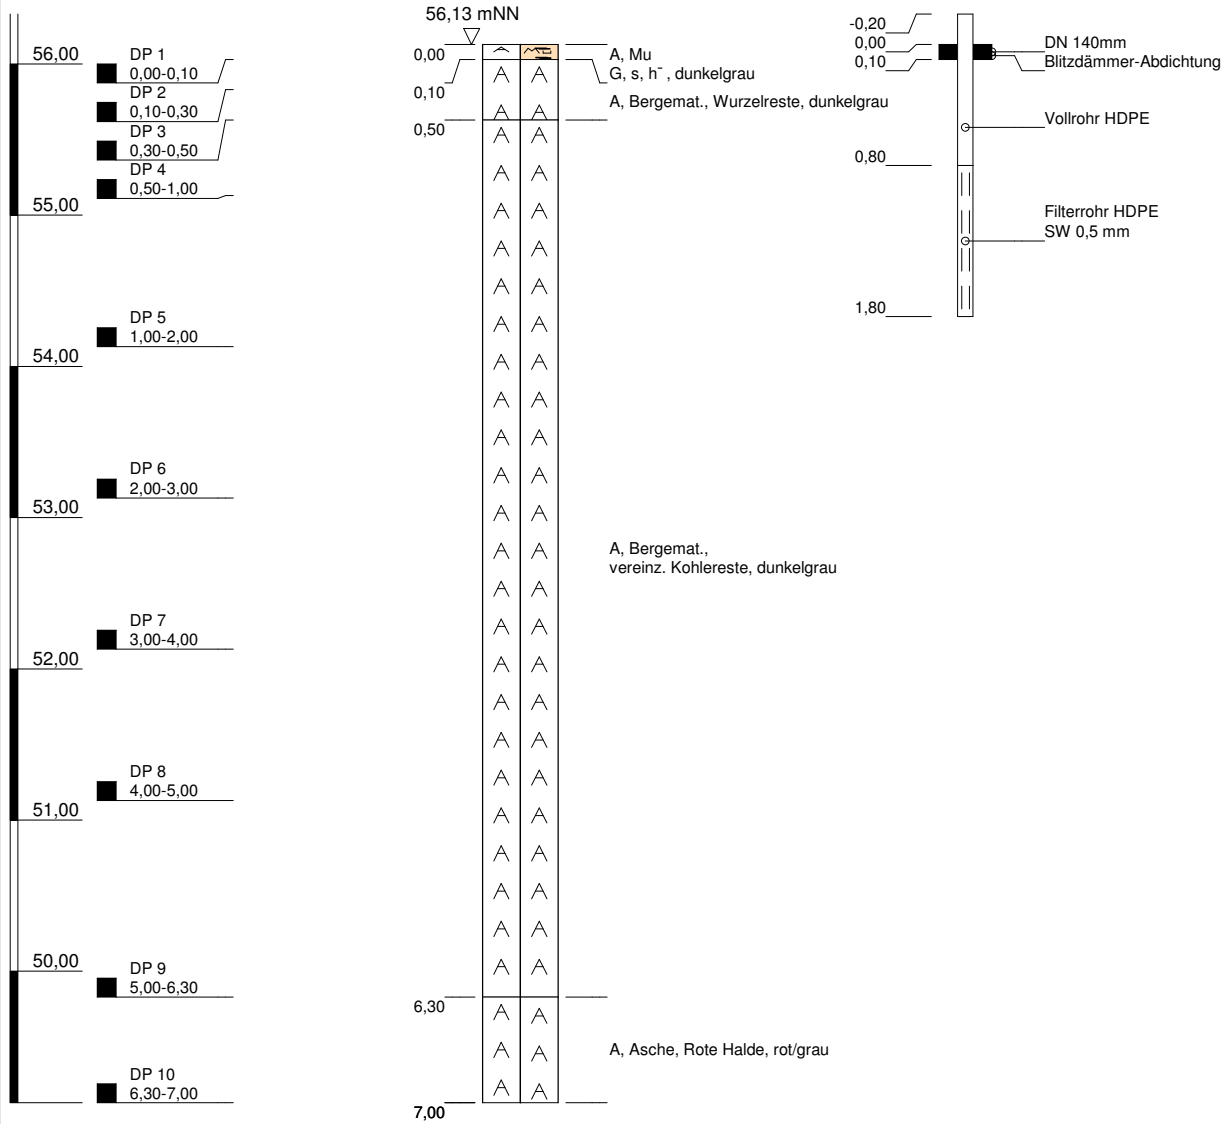 56,00
55,00
54,00
53,00
52,00
51,00
50,00
DP 1
0,00-0,10
DP 2
0,10-0,30
DP 3
0,30-0,50
DP 4
0,50-1,00
DP 5
1,00-2,00
DP 6
2,00-3,00
DP 7
3,00-4,00
DP 8
4,00-5,00
DP 9
5,00-6,30
DP 10
6,30-7,00
56,13 mNN
0,00
0,10
0,50
6,30
7,00
A, Mu
G, s, h¯, dunkelgrau
A, Bergemat., Wurzelreste, dunkelgrau
A, Bergemat.,
vereinz. Kohlereste, dunkelgrau
A, Asche, Rote Halde, rot/grau
-0,20
0,00
0,10
0,80
1,80
DN 140mm
Blitzdämmer-Abdichtung
Vollrohr HDPE
Filterrohr HDPE
SW 0,5 mm